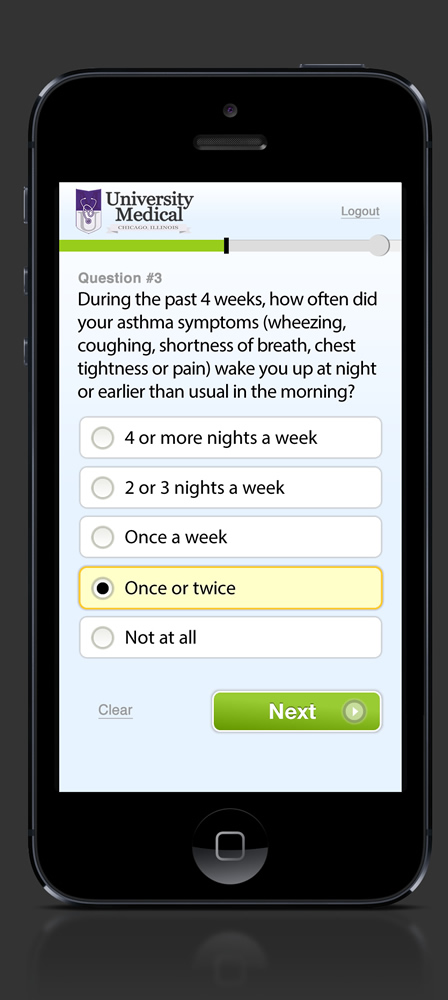 University
Medical
CHICAGO, ILLINOIS
Logout
Question #3
During the past 4 weeks, how often did
your asthma symptoms (wheezing,
coughing, shortness of breath, chest
tightness or pain) wake you up at night
or earlier than usual in the morning?
4 or more nights a week
2 or 3 nights a week
Once a week
Once or twice
Not at all
Clear
Next